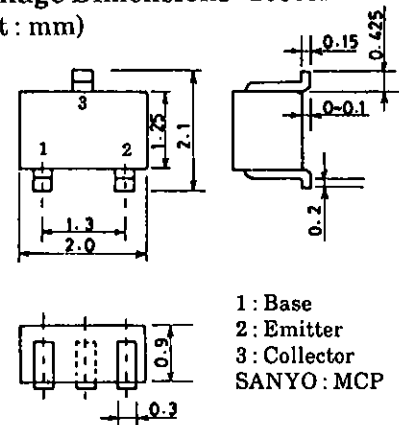 t : mm)
0.15
0.425
3
1
2
1.25
2.1
0~0.1
1.3
2.0
0.2
0.9
0.3
1 : Base
2 : Emitter
3 : Collector
SANYO : MCP